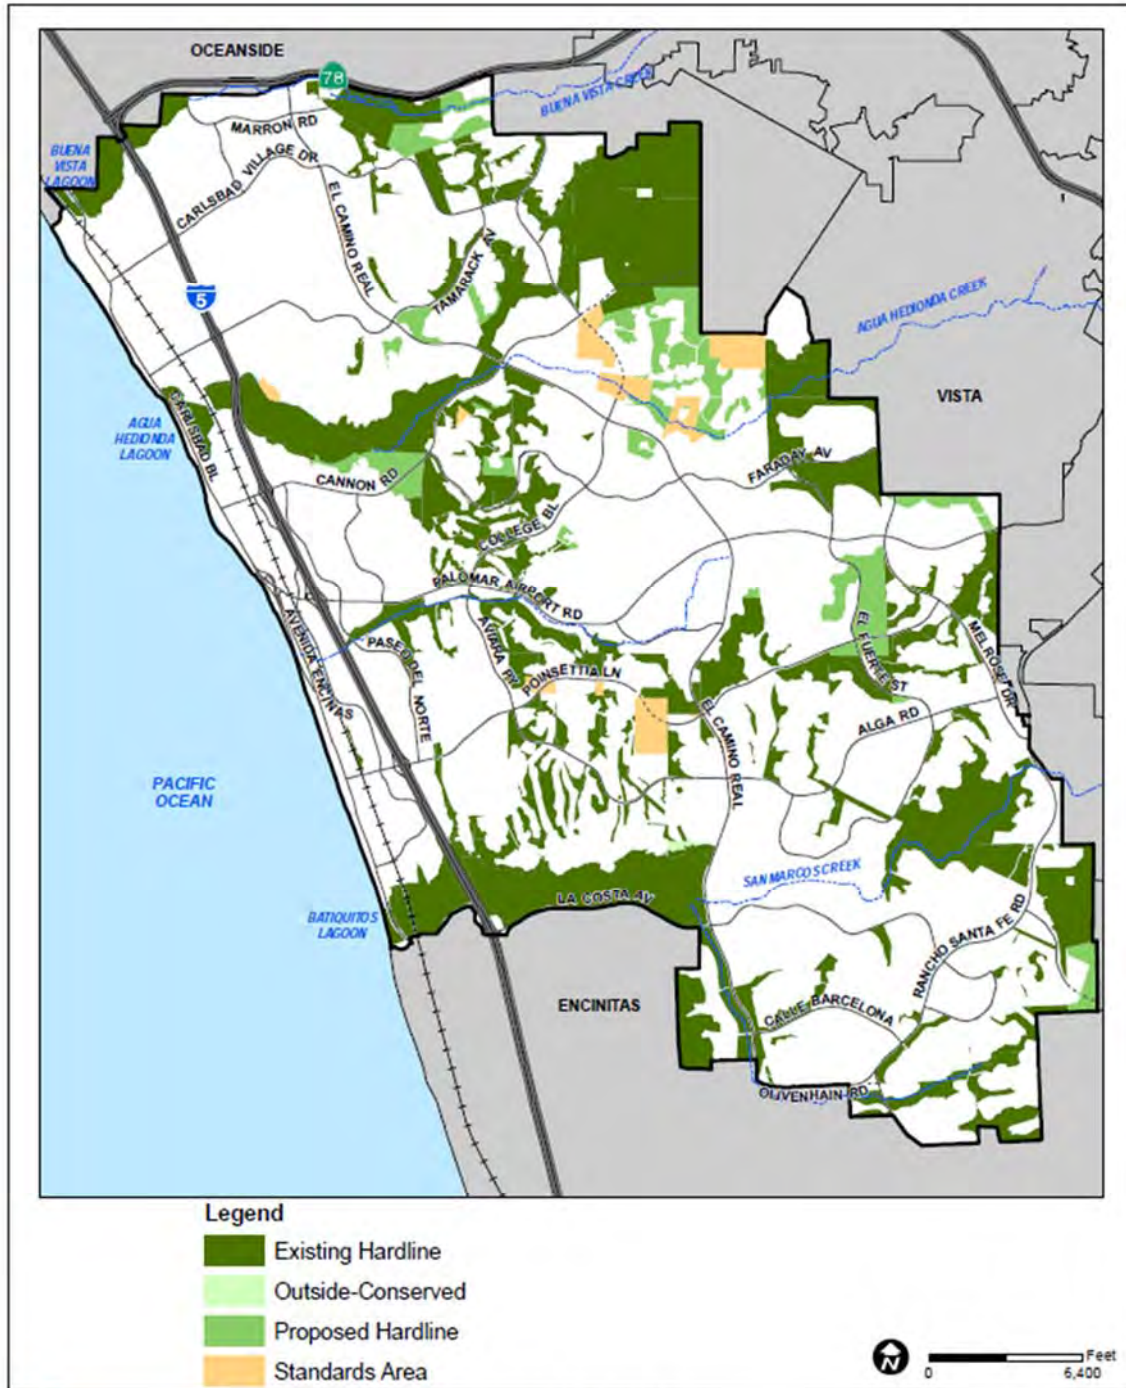 OCEANSIDE
78
BUENA VISTA CREEK
MARRON RD
BUENA
VISTA
LAGOON
CARLSBAD VILLAGE DR
EL CAMINO REAL
TAMARACK AV
5
AGUA HEDIONDA CREEK
VISTA
CARLSBAD BL
AGUA
HEDIONDA
LAGOON
CANNON RD
FARADAY AV
COLLEGE BL
PALOMAR AIRPORT RD
AVENIDA ENCINAS
PASEO DEL NORTE
AVIARA PY
POINSETTIA LN
EL FUERTE ST
MELROSE DR
EL CAMINO REAL
ALGA RD
PACIFIC
OCEAN
SAN MARCOS CREEK
LA COSTA AV
BATIQUITOS
LAGOON
RANCHO SANTA FE RD
ENCINITAS
CALLE BARCELONA
OLIVENHAIN RD
Legend
Existing Hardline
Outside-Conserved
Proposed Hardline
Standards Area
Feet
0 6,400